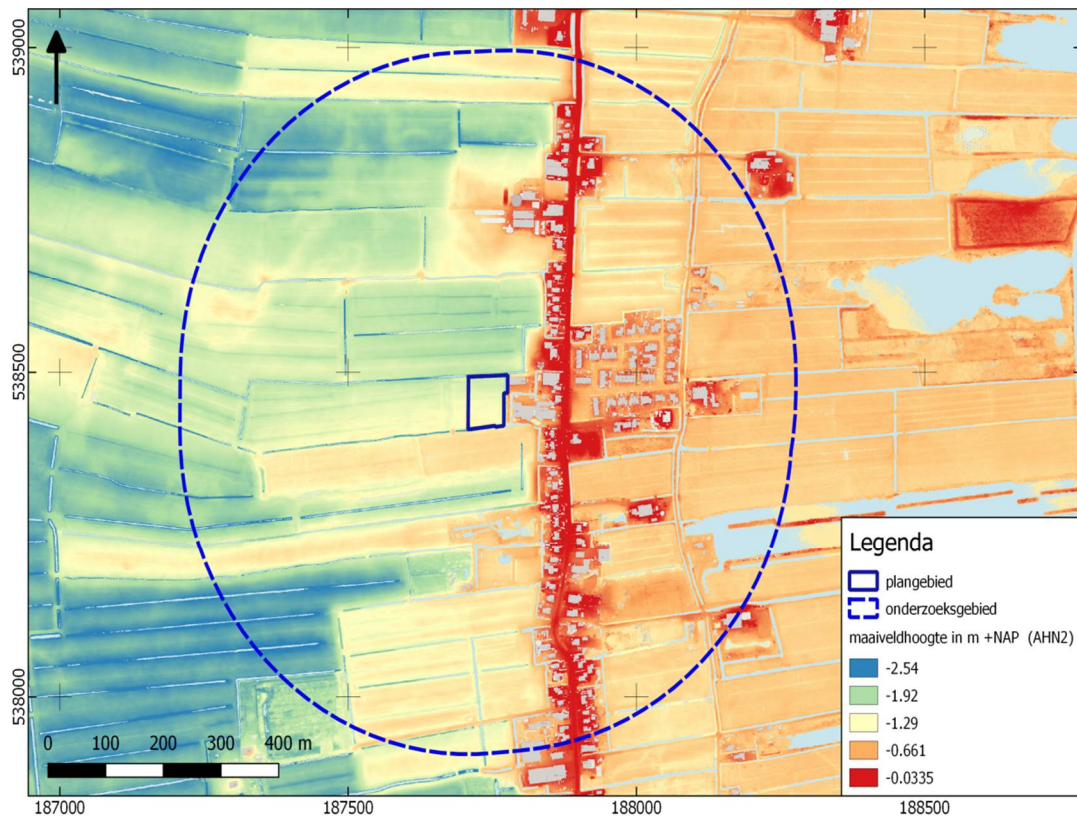 539000
538500
538000
0 100 200 300 400 m
187000 187500 188000 188500
Legenda
plangebied
onderzoeksgebied
maaiveldhoogte in m +NAP (AHN2)
-2.54
-1.92
-1.29
-0.661
-0.0335